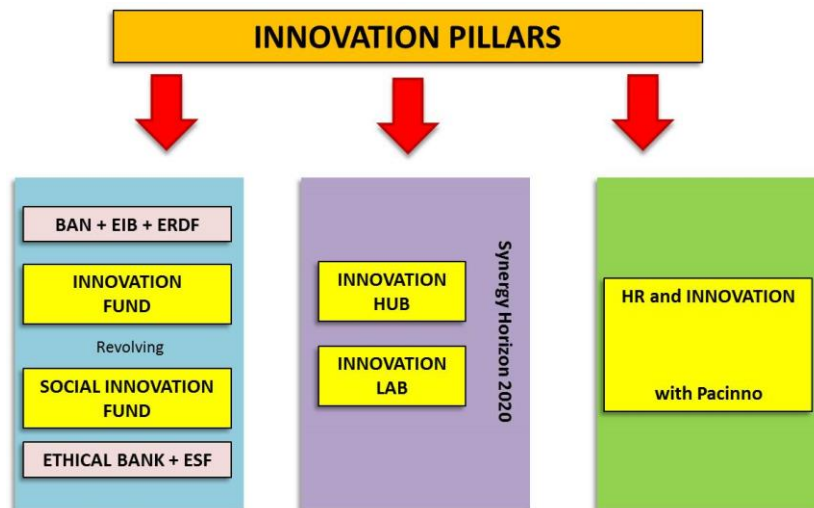 INNOVATION PILLARS
BAN + EIB + ERDF
INNOVATION
FUND
Revolving
SOCIAL INNOVATION
FUND
ETHICAL BANK + ESF
INNOVATION
HUB
INNOVATION
LAB
Synergy Horizon 2020
HR and INNOVATION
with Pacinno